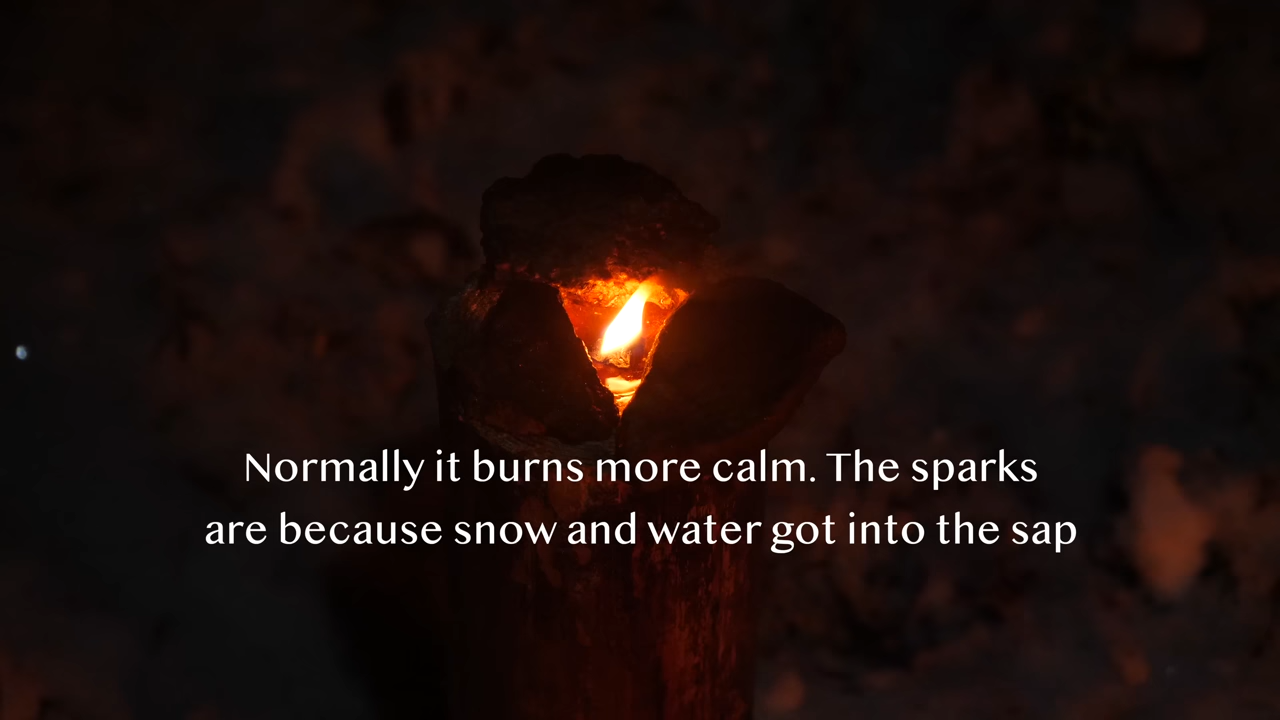 Normally it burns more calm. The sparks
are because snow and water got into the sap